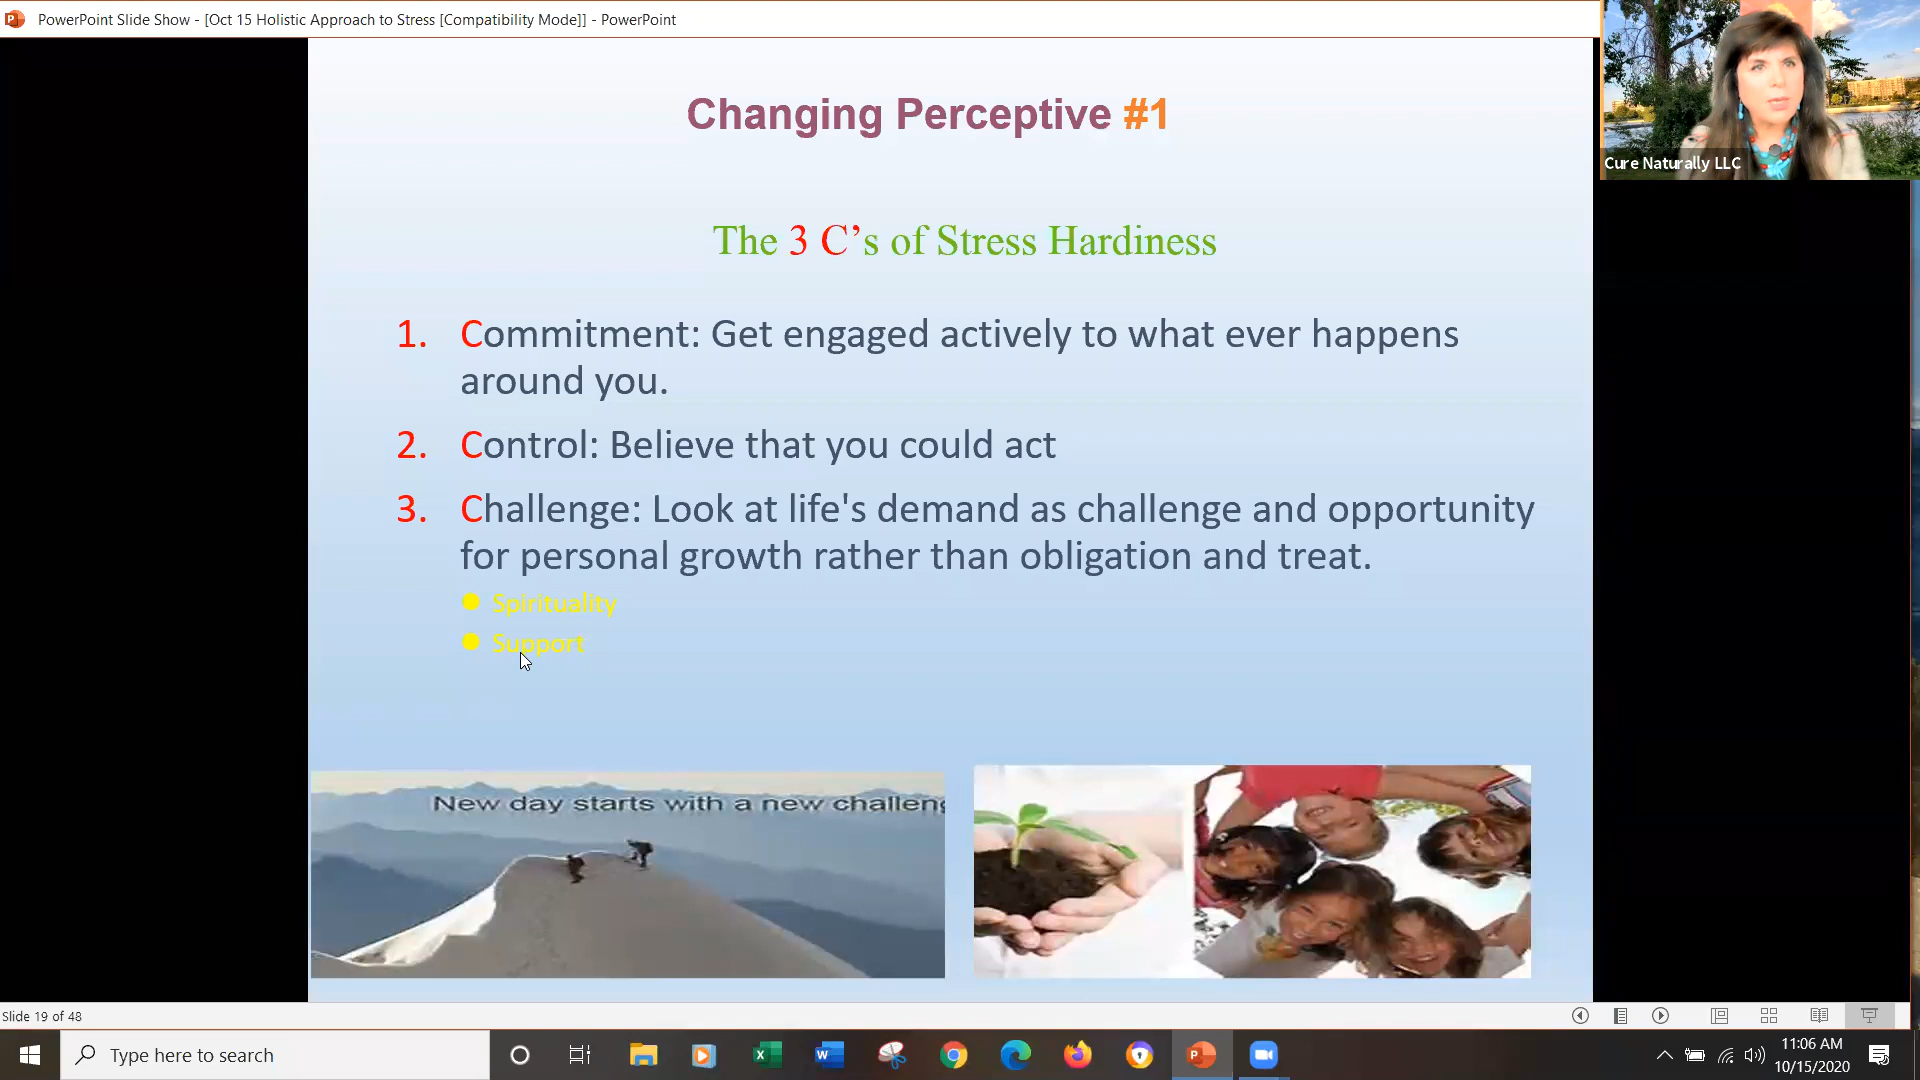 PowerPoint Slide Show - [Oct 15 Holistic Approach to Stress [Compatibility Mode]] - PowerPoint
Cure Naturally LLC
Changing Perceptive #1
The 3 C’s of Stress Hardiness
1. Commitment: Get engaged actively to what ever happens
around you.
2. Control: Believe that you could act
3. Challenge: Look at life's demand as challenge and opportunity
for personal growth rather than obligation and treat.
Spirituality
Support
New day starts with a new challeng
Slide 19 of 48
Type here to search
11:06 AM
10/15/2020